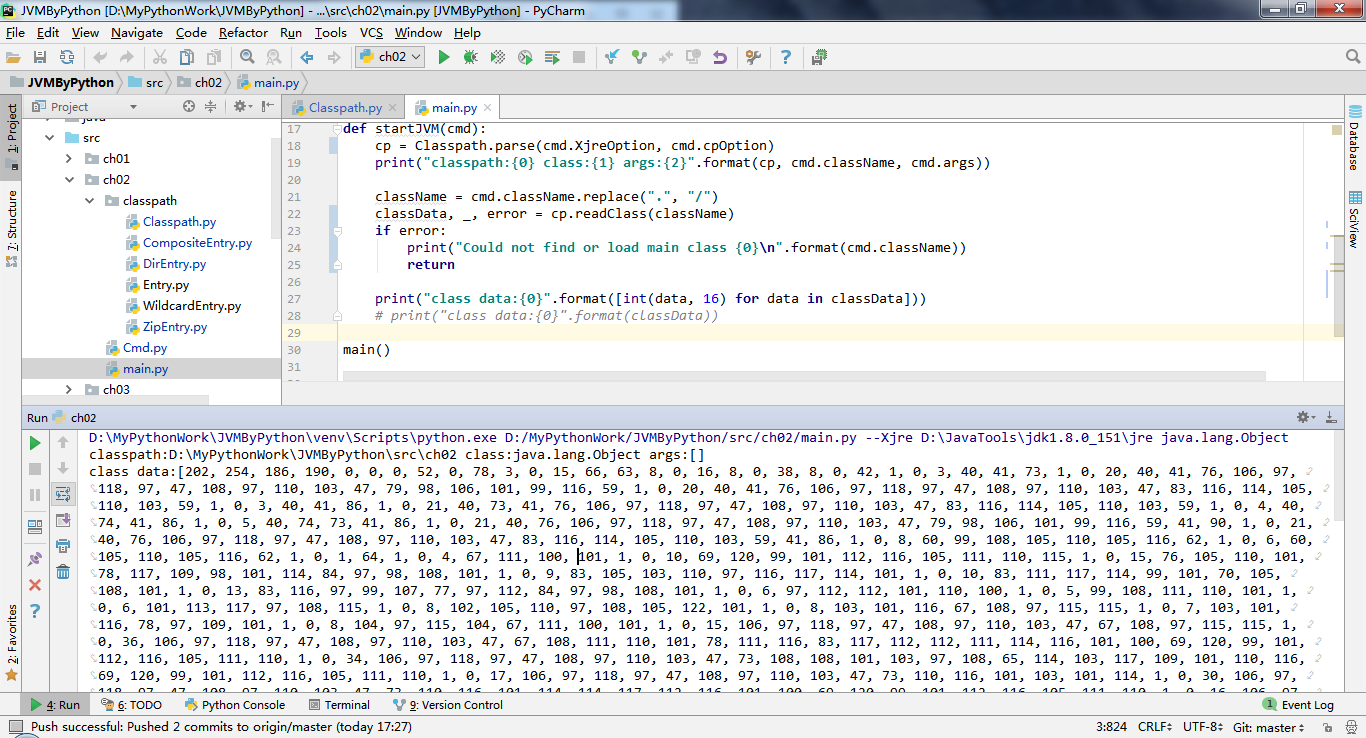 JVMByPython [D:\MyPythonWork\JVMByPython] - ...\src\ch02\main.py [JVMByPython] - PyCharm
File Edit View Navigate Code Refactor Run Tools VCS Window Help
ch02
JVMByPython src ch02 main.py
1: Project
7: Structure
2: Favorites
Project
java
src
ch01
ch02
classpath
Classpath.py
CompositeEntry.py
DirEntry.py
Entry.py
WildcardEntry.py
ZipEntry.py
Cmd.py
main.py
ch03
Classpath.py main.py
17 def startJVM(cmd):
18 cp = Classpath.parse(cmd.XjreOption, cmd.cpOption)
19 print("classpath:{0} class:{1} args:{2}".format(cp, cmd.className, cmd.args))
20
21 className = cmd.className.replace(".", "/")
22 classData, _, error = cp.readClass(className)
23 if error:
24 print("Could not find or load main class {0}\n".format(cmd.className))
25 return
26
27 print("class data:{0}".format([int(data, 16) for data in classData]))
28 # print("class data:{0}".format(classData))
29
30 main()
31
Database
SciView
Run ch02
D:\MyPythonWork\JVMByPython\venv\Scripts\python.exe D:/MyPythonWork/JVMByPython/src/ch02/main.py --Xjre D:\JavaTools\jdk1.8.0_151\jre java.lang.Object
classpath:D:\MyPythonWork\JVMByPython\src\ch02 class:java.lang.Object args:[]
class data:[202, 254, 186, 190, 0, 0, 0, 52, 0, 78, 3, 0, 15, 66, 63, 8, 0, 16, 8, 0, 38, 8, 0, 42, 1, 0, 3, 40, 41, 73, 1, 0, 20, 40, 41, 76, 106, 97,
118, 97, 47, 108, 97, 110, 103, 47, 79, 98, 106, 101, 99, 116, 59, 1, 0, 20, 40, 41, 76, 106, 97, 118, 97, 47, 108, 97, 110, 103, 47, 83, 116, 114, 105,
110, 103, 59, 1, 0, 3, 40, 41, 86, 1, 0, 21, 40, 73, 41, 76, 106, 97, 118, 97, 47, 108, 97, 110, 103, 47, 83, 116, 114, 105, 110, 103, 59, 1, 0, 4, 40,
74, 41, 86, 1, 0, 5, 40, 74, 73, 41, 86, 1, 0, 21, 40, 76, 106, 97, 118, 97, 47, 108, 97, 110, 103, 47, 79, 98, 106, 101, 99, 116, 59, 41, 90, 1, 0, 21,
40, 76, 106, 97, 118, 97, 47, 108, 97, 110, 103, 47, 83, 116, 114, 105, 110, 103, 59, 41, 86, 1, 0, 8, 60, 99, 108, 105, 110, 105, 116, 62, 1, 0, 6, 60,
105, 110, 105, 116, 62, 1, 0, 1, 64, 1, 0, 4, 67, 111, 100, 101, 1, 0, 10, 69, 120, 99, 101, 112, 116, 105, 111, 110, 115, 1, 0, 15, 76, 105, 110, 101,
78, 117, 109, 98, 101, 114, 84, 97, 98, 108, 101, 1, 0, 9, 83, 105, 103, 110, 97, 116, 117, 114, 101, 1, 0, 10, 83, 111, 117, 114, 99, 101, 70, 105,
108, 101, 1, 0, 13, 83, 116, 97, 99, 107, 77, 97, 112, 84, 97, 98, 108, 101, 1, 0, 6, 97, 112, 112, 101, 110, 100, 1, 0, 5, 99, 108, 111, 110, 101, 1,
0, 6, 101, 113, 117, 97, 108, 115, 1, 0, 8, 102, 105, 110, 97, 108, 105, 122, 101, 1, 0, 8, 103, 101, 116, 67, 108, 97, 115, 115, 1, 0, 7, 103, 101,
116, 78, 97, 109, 101, 1, 0, 8, 104, 97, 115, 104, 67, 111, 100, 101, 1, 0, 15, 106, 97, 118, 97, 47, 108, 97, 110, 103, 47, 67, 108, 97, 115, 115, 1,
0, 36, 106, 97, 118, 97, 47, 108, 97, 110, 103, 47, 67, 108, 111, 110, 101, 78, 111, 116, 83, 117, 112, 112, 111, 114, 116, 101, 100, 69, 120, 99, 101,
112, 116, 105, 111, 110, 1, 0, 34, 106, 97, 118, 97, 47, 108, 97, 110, 103, 47, 73, 108, 108, 101, 103, 97, 108, 65, 114, 103, 117, 109, 101, 110, 116,
69, 120, 99, 101, 112, 116, 105, 111, 110, 1, 0, 17, 106, 97, 118, 97, 47, 108, 97, 110, 103, 47, 73, 110, 116, 101, 103, 101, 114, 1, 0, 30, 106, 97,
118, 97, 47, 108, 97, 110, 103, 47, 73, 110, 116, 101, 114, 114, 117, 112, 116, 101, 100, 69, 120, 99, 101, 112, 116, 105, 111, 110, 1, 0, 16, 106, 97,
4: Run 6: TODO Python Console Terminal 9: Version Control 1 Event Log
Push successful: Pushed 2 commits to origin/master (today 17:27) 3:824 CRLF UTF-8 Git: master